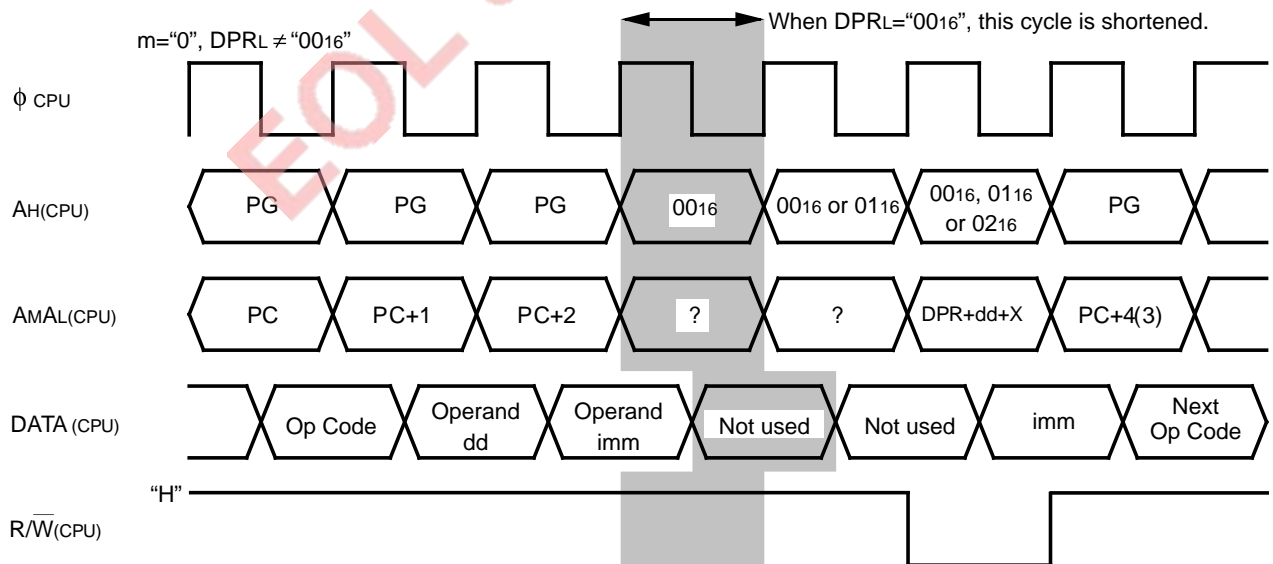 When DPRL=“0016”, this cycle is shortened.
m=“0”, DPRL ≠ “0016”
EOL
ϕ CPU
AH(CPU)
PG
PG
PG
0016
0016 or 0116
0016, 0116
or 0216
PG
AMAL(CPU)
PC
PC+1
PC+2
?
?
DPR+dd+X
PC+4(3)
DATA (CPU)
Op Code
Operand
dd
Operand
imm
Not used
Not used
imm
Next
Op Code
“H”
R/W̅(CPU)